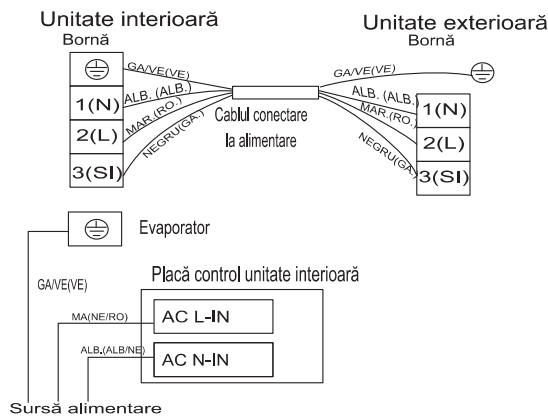 Unitate interioară
Bornă
Unitate exterioară
Bornă
GA/VE(VE)
GA/VE(VE)
1(N)
ALB. (ALB.)
ALB. (ALB.)
1(N)
2(L)
MAR.(RO.)
MAR.(RO.)
2(L)
3(SI)
NEGRU(GA.)
NEGRU(GA.)
3(SI)
Cablul conectare
la alimentare
Evaporator
GA/VE(VE)
Placă control unitate interioară
MA(NE/RO)
AC L-IN
ALB.(ALB/NE)
AC N-IN
Sursă alimentare